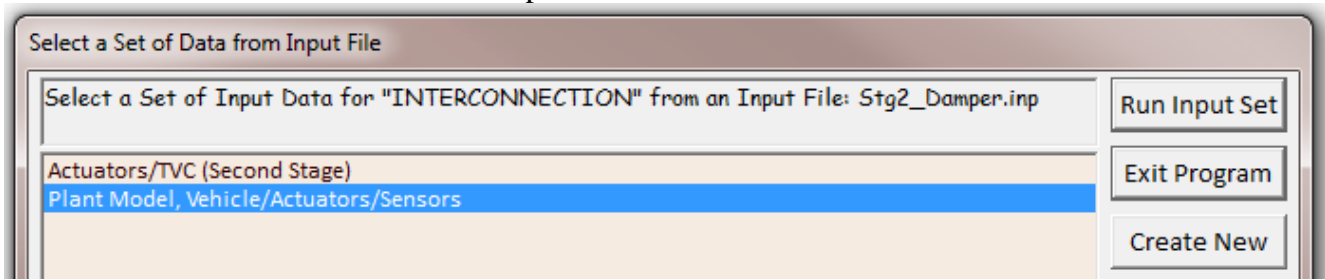 Select a Set of Data from Input File
Select a Set of Input Data for "INTERCONNECTION" from an Input File: Stg2_Damper.inp
Run Input Set
Actuators/TVC (Second Stage)
Plant Model, Vehicle/Actuators/Sensors
Exit Program
Create New